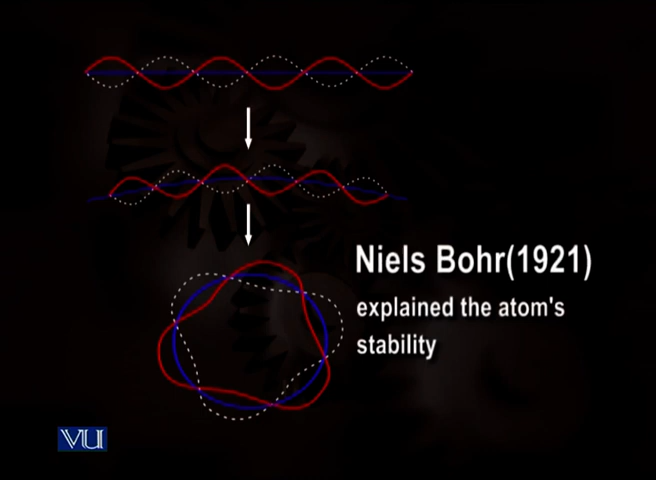 Niels Bohr(1921)
explained the atom's
stability
VU